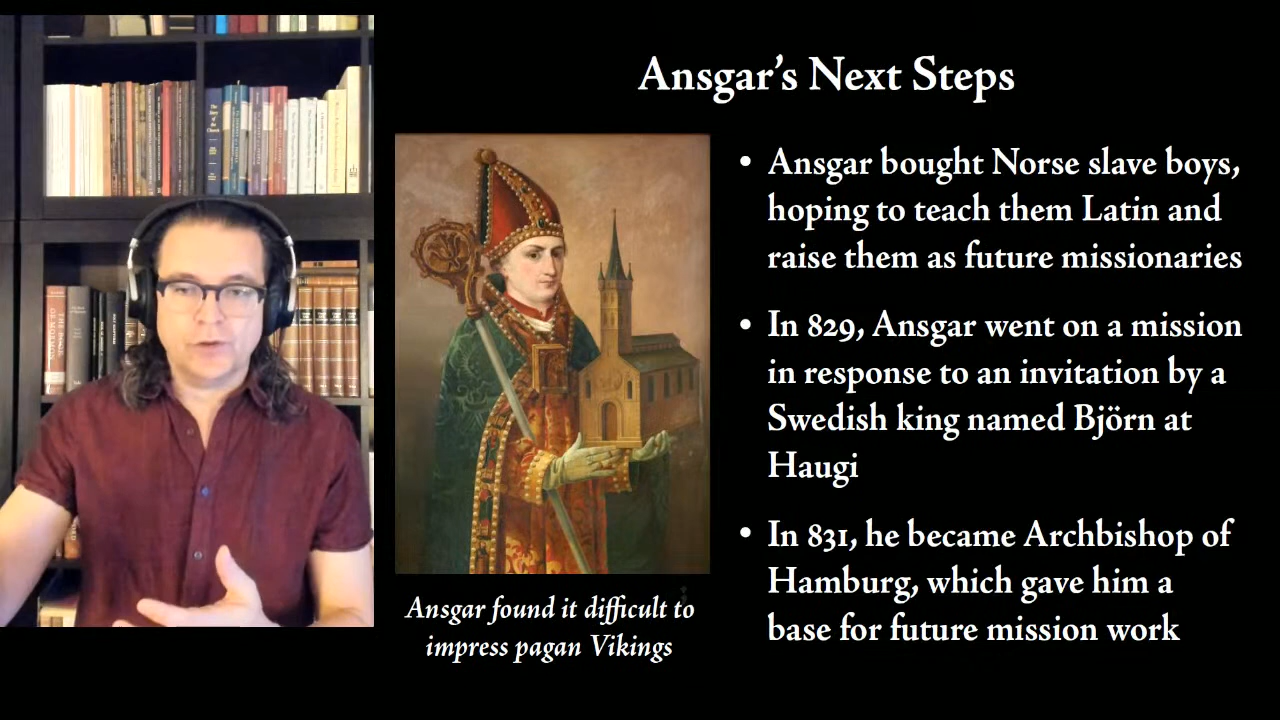 Ansgar's Next Steps
• Ansgar bought Norse slave boys,
hoping to teach them Latin and
raise them as future missionaries
• In 829, Ansgar went on a mission
in response to an invitation by a
Swedish king named Björn at
Haugi
• In 831, he became Archbishop of
Hamburg, which gave him a
base for future mission work
Ansgar found it difficult to
impress pagan Vikings